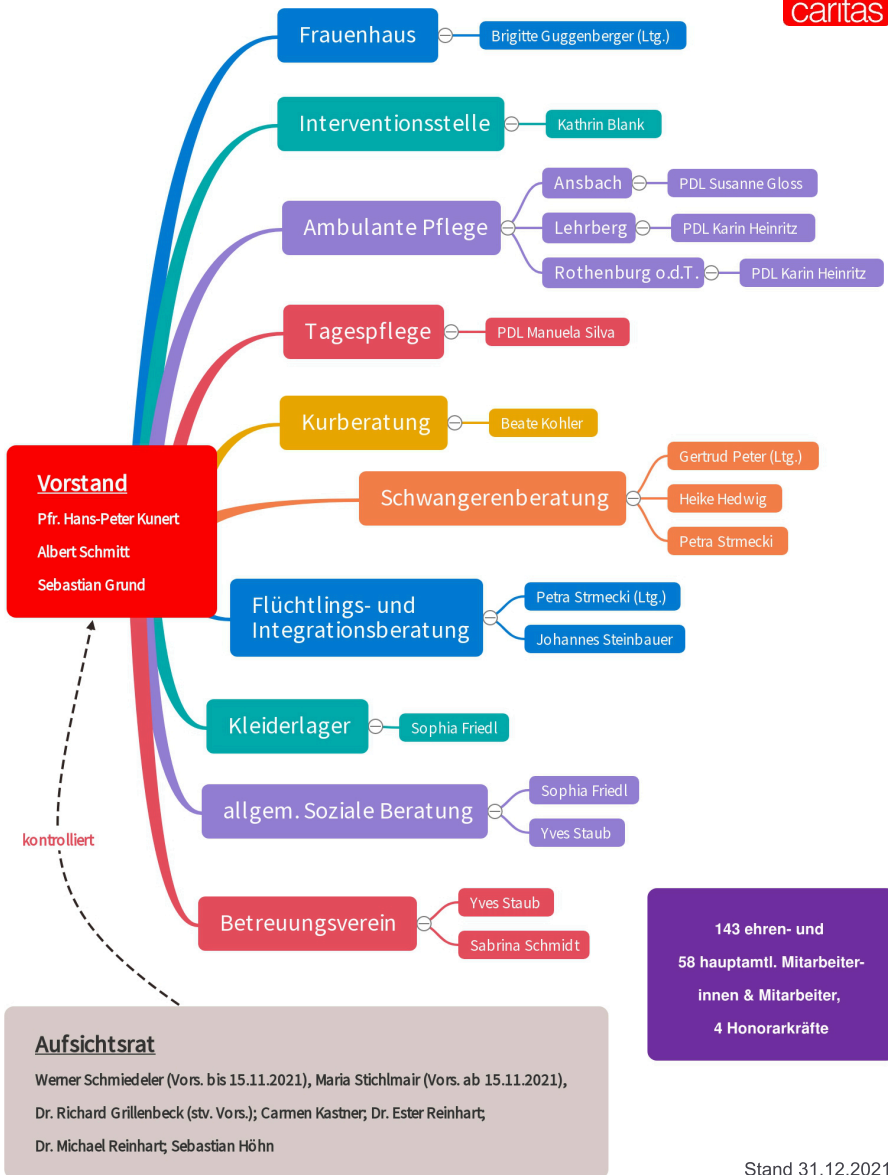 caritas
Frauenhaus
Brigitte Guggenberger (Ltg.)
Interventionsstelle
Kathrin Blank
Ambulante Pflege
Ansbach
PDL Susanne Gloss
Lehrberg
PDL Karin Heinritz
Rothenburg o.d.T.
PDL Karin Heinritz
Tagespflege
PDL Manuela Silva
Kurberatung
Beate Kohler
Vorstand
Pfr. Hans-Peter Kunert
Albert Schmitt
Sebastian Grund
Schwangerenberatung
Gertrud Peter (Ltg.)
Heike Hedwig
Petra Strmecki
Flüchtlings- und
Integrationsberatung
Petra Strmecki (Ltg.)
Johannes Steinbauer
Kleiderlager
Sophia Friedl
allgem. Soziale Beratung
Sophia Friedl
Yves Staub
kontrolliert
Betreuungsverein
Yves Staub
Sabrina Schmidt
143 ehren- und
58 hauptamtl. Mitarbeiter-
innen & Mitarbeiter,
4 Honorarkräfte
Aufsichtsrat
Werner Schmiedeler (Vors. bis 15.11.2021), Maria Stichlmair (Vors. ab 15.11.2021),
Dr. Richard Grillenbeck (stv. Vors.); Carmen Kastner; Dr. Ester Reinhart;
Dr. Michael Reinhart; Sebastian Höhn
Stand 31.12.2021